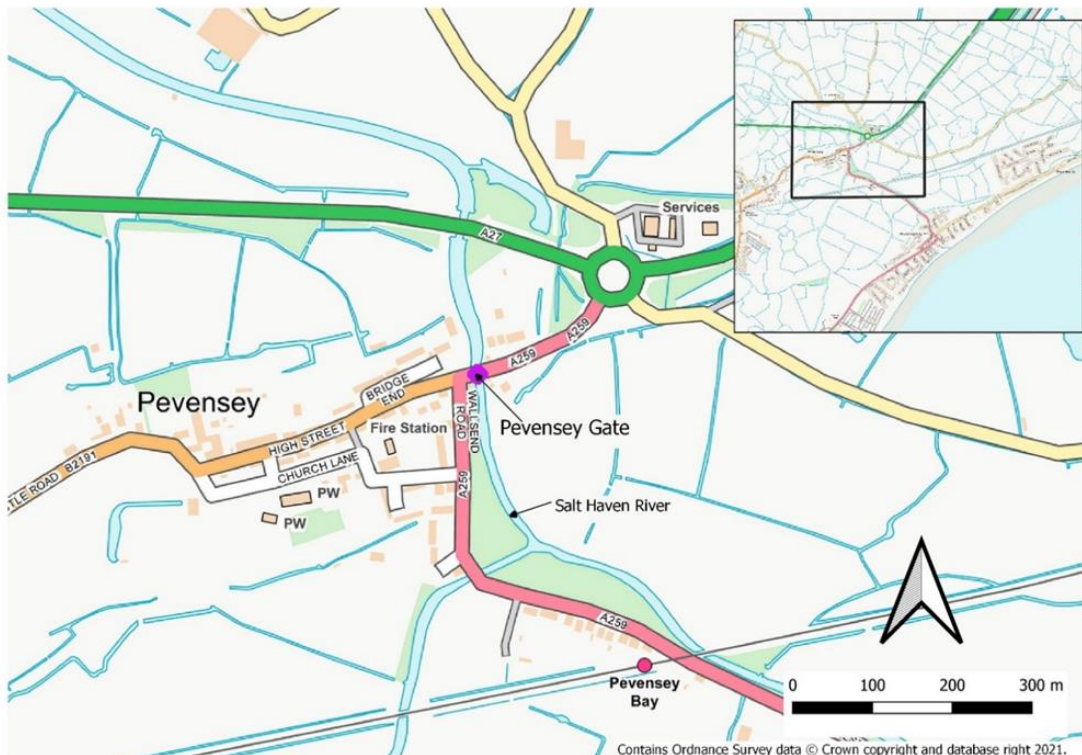 Services
A27
A259
A259
BRIDGE
END
Pevensey
WALLSEND
ROAD
Pevensey Gate
HIGH STREET
Fire Station
CHURCH LANE
TLE ROAD B2191
A259
PW
PW
Salt Haven River
A259
Pevensey
Bay
0 100 200 300 m
Contains Ordnance Survey data © Crown copyright and database right 2021.